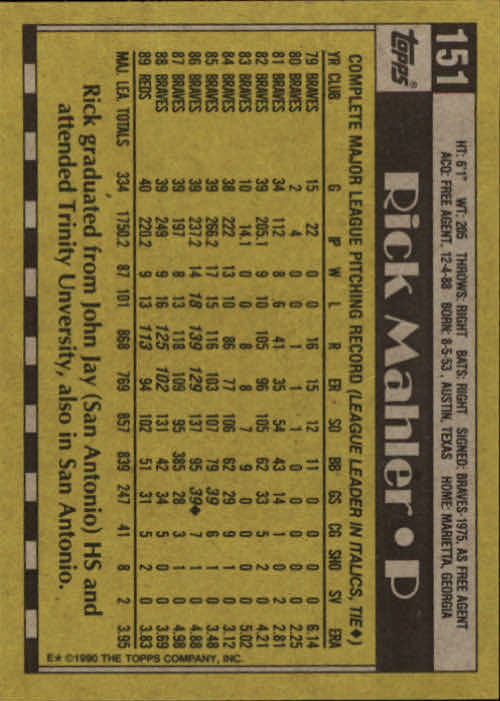 151
topps®
Rick Mahler • P
HT: 6'1" WT: 205 THROWS: RIGHT BATS: RIGHT SIGNED: BRAVES-1975, AS FREE AGENT
ACQ: FREE AGENT, 12-4-88 BORN: 8-5-53, AUSTIN, TEXAS HOME: MARIETTA, GEORGIA
COMPLETE MAJOR LEAGUE PITCHING RECORD (LEAGUE LEADER IN ITALICS, TIE♦)
YR CLUB G IP W L R ER SO BB GS CG SHO SV ERA
79 BRAVES 15 22 0 0 16 15 12 11 0 0 0 0 6.14
80 BRAVES 2 4 0 0 1 1 1 0 0 0 0 0 2.25
81 BRAVES 34 112 8 6 41 35 54 43 14 1 0 2 2.81
82 BRAVES 39 205.1 9 10 105 96 105 62 33 5 2 0 4.21
83 BRAVES 10 14.1 0 0 8 8 7 9 0 0 0 0 5.02
84 BRAVES 38 222 13 10 86 77 106 62 29 9 1 0 3.12
85 BRAVES 39 266.2 17 15 116 103 107 79 39 6 1 0 3.48
86 BRAVES 39 237.2 14 18 139 129 137 95 39♦ 7 1 0 4.88
87 BRAVES 39 197 8 13 118 109 95 385 28 3 1 0 4.98
88 BRAVES 39 249 9 16 125 102 131 42 34 5 0 0 3.69
89 REDS 40 220.2 9 13 113 94 102 51 31 5 2 0 3.83
MAJ. LEA. TOTALS 334 1750.2 87 101 868 769 857 839 247 41 8 2 3.95
Rick graduated from John Jay (San Antonio) HS and
attended Trinity Unversity, also in San Antonio.
E★ ©1990 THE TOPPS COMPANY, INC.